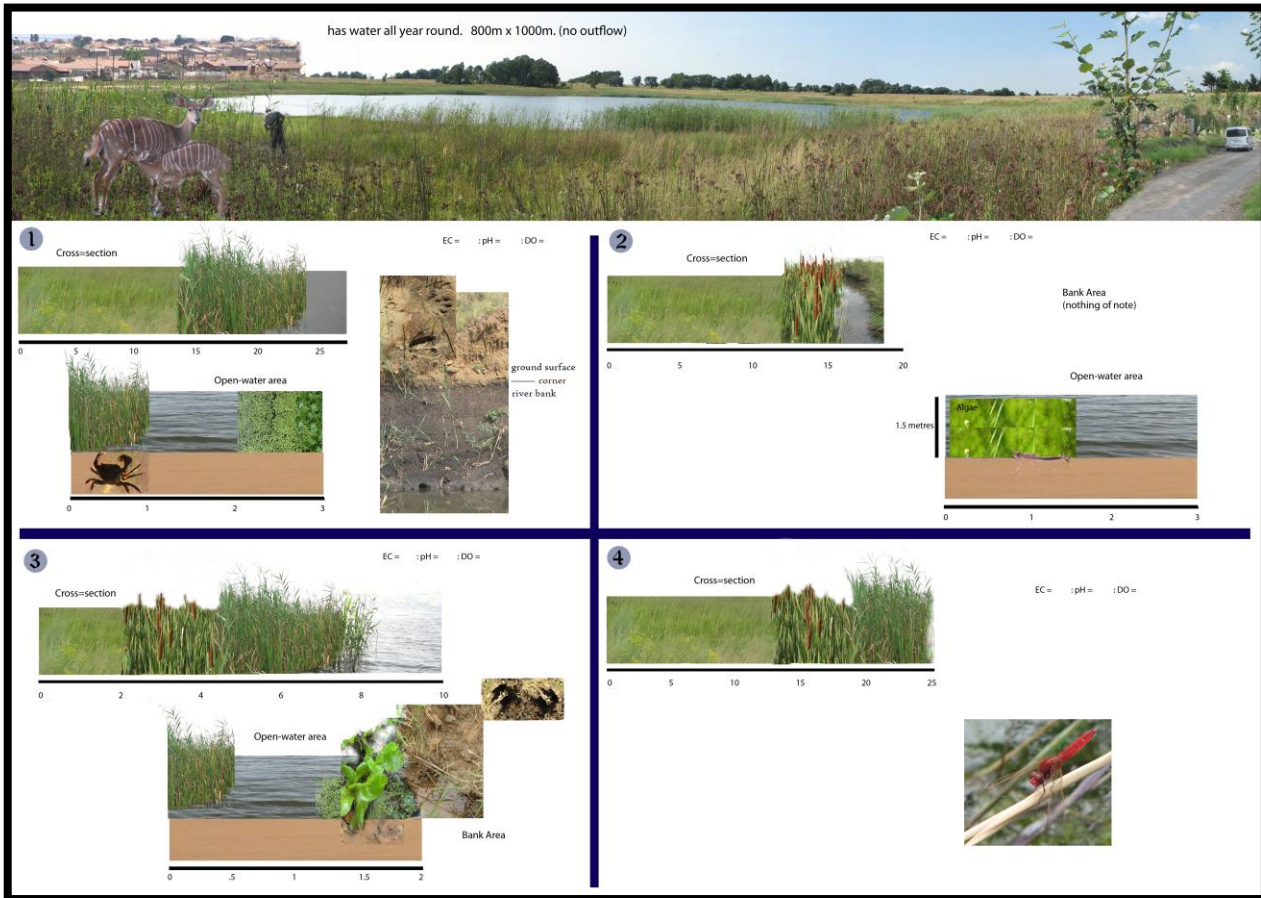 has water all year round. 800m x 1000m. (no outflow)
1
EC = : pH = : DO =
Cross=section
0 5 10 15 20 25
Open-water area
0 1 2 3
ground surface
corner
river bank
2
EC = : pH = : DO =
Cross=section
0 5 10 15 20
Bank Area
(nothing of note)
Open-water area
Algae
1.5 metres
0 1 2 3
3
EC = : pH = : DO =
Cross=section
0 2 4 6 8 10
Open-water area
Bank Area
0 .5 1 1.5 2
4
Cross=section
EC = : pH = : DO =
0 5 10 15 20 25